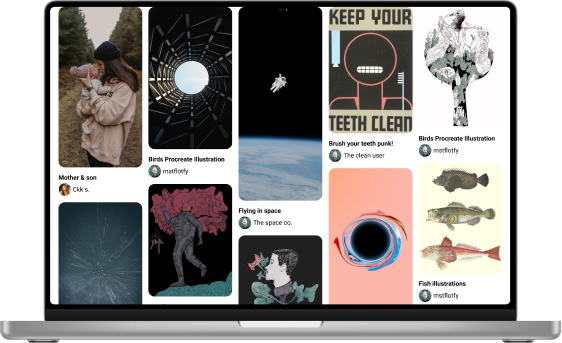 Mother & son
Ckk s.
Birds Procreate Illustration
mstflotfy
Flying in space
The space co.
KEEP YOUR
TEETH CLEAN
Brush your teeth punk!
The clean user
Birds Procreate Illustration
mstflotfy
Fish illustrations
mstflotfy